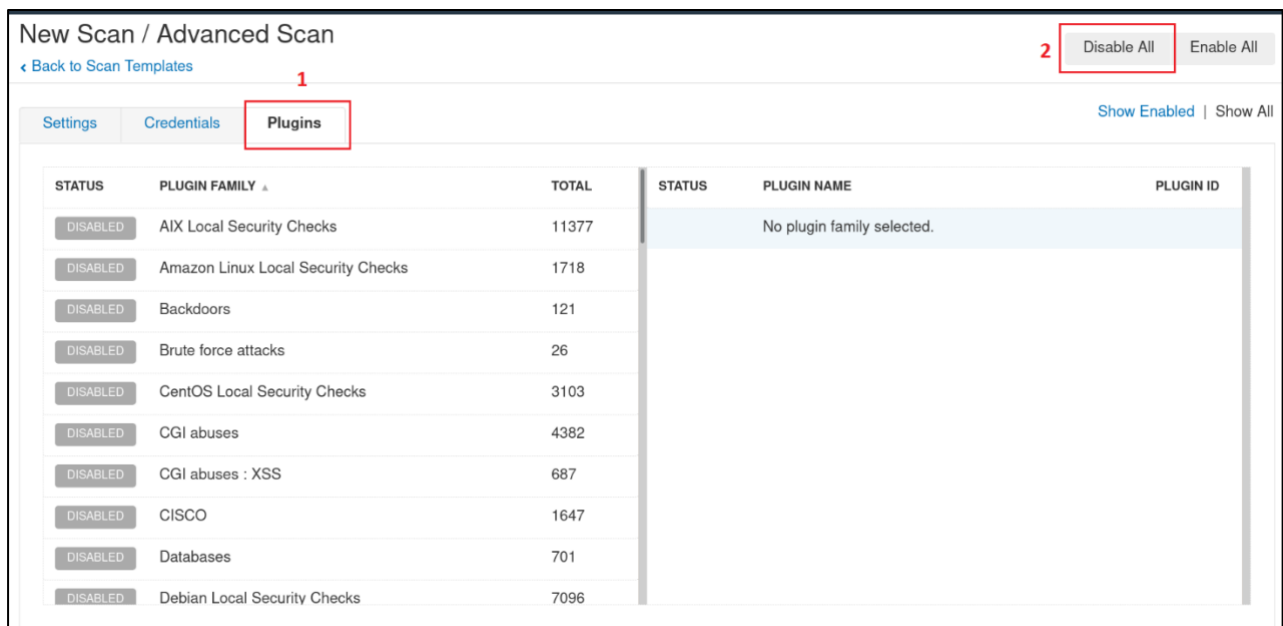 New Scan / Advanced Scan
‹ Back to Scan Templates
1
2 Disable All Enable All
Settings Credentials Plugins
Show Enabled | Show All
STATUS PLUGIN FAMILY ▲ TOTAL STATUS PLUGIN NAME PLUGIN ID
DISABLED AIX Local Security Checks 11377 No plugin family selected.
DISABLED Amazon Linux Local Security Checks 1718
DISABLED Backdoors 121
DISABLED Brute force attacks 26
DISABLED CentOS Local Security Checks 3103
DISABLED CGI abuses 4382
DISABLED CGI abuses : XSS 687
DISABLED CISCO 1647
DISABLED Databases 701
DISABLED Debian Local Security Checks 7096